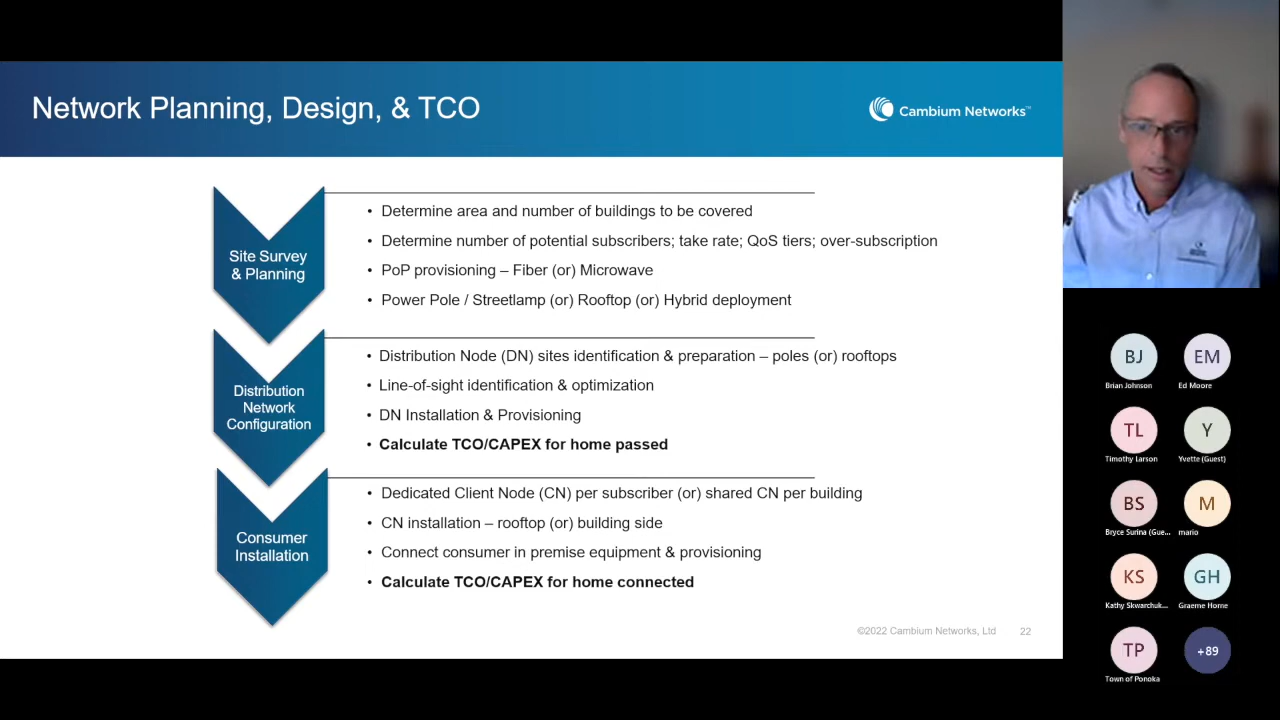 Network Planning, Design, & TCO
Cambium Networks™
Site Survey
& Planning
• Determine area and number of buildings to be covered
• Determine number of potential subscribers; take rate; QoS tiers; over-subscription
• PoP provisioning – Fiber (or) Microwave
• Power Pole / Streetlamp (or) Rooftop (or) Hybrid deployment
Distribution
Network
Configuration
• Distribution Node (DN) sites identification & preparation – poles (or) rooftops
• Line-of-sight identification & optimization
• DN Installation & Provisioning
• Calculate TCO/CAPEX for home passed
Consumer
Installation
• Dedicated Client Node (CN) per subscriber (or) shared CN per building
• CN installation – rooftop (or) building side
• Connect consumer in premise equipment & provisioning
• Calculate TCO/CAPEX for home connected
©2022 Cambium Networks, Ltd 22
BJ EM
Brian Johnson Ed Moore
TL Y
Timothy Larson Yvette (Guest)
BS M
Bryce Surina (Gue... mario
KS GH
Kathy Skwarchuk... Graeme Horne
TP +89
Town of Ponoka